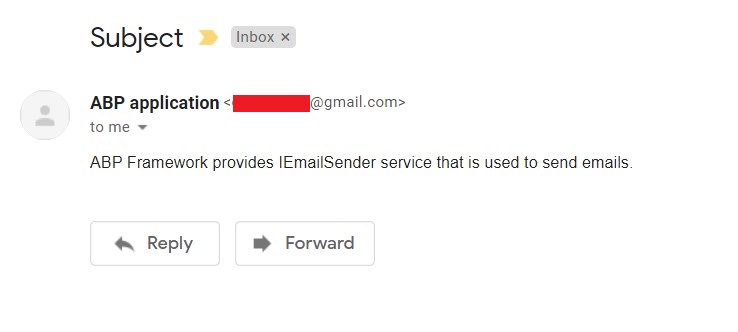 Subject Inbox ×
ABP application < @gmail.com>
to me
ABP Framework provides IEmailSender service that is used to send emails.
Reply Forward